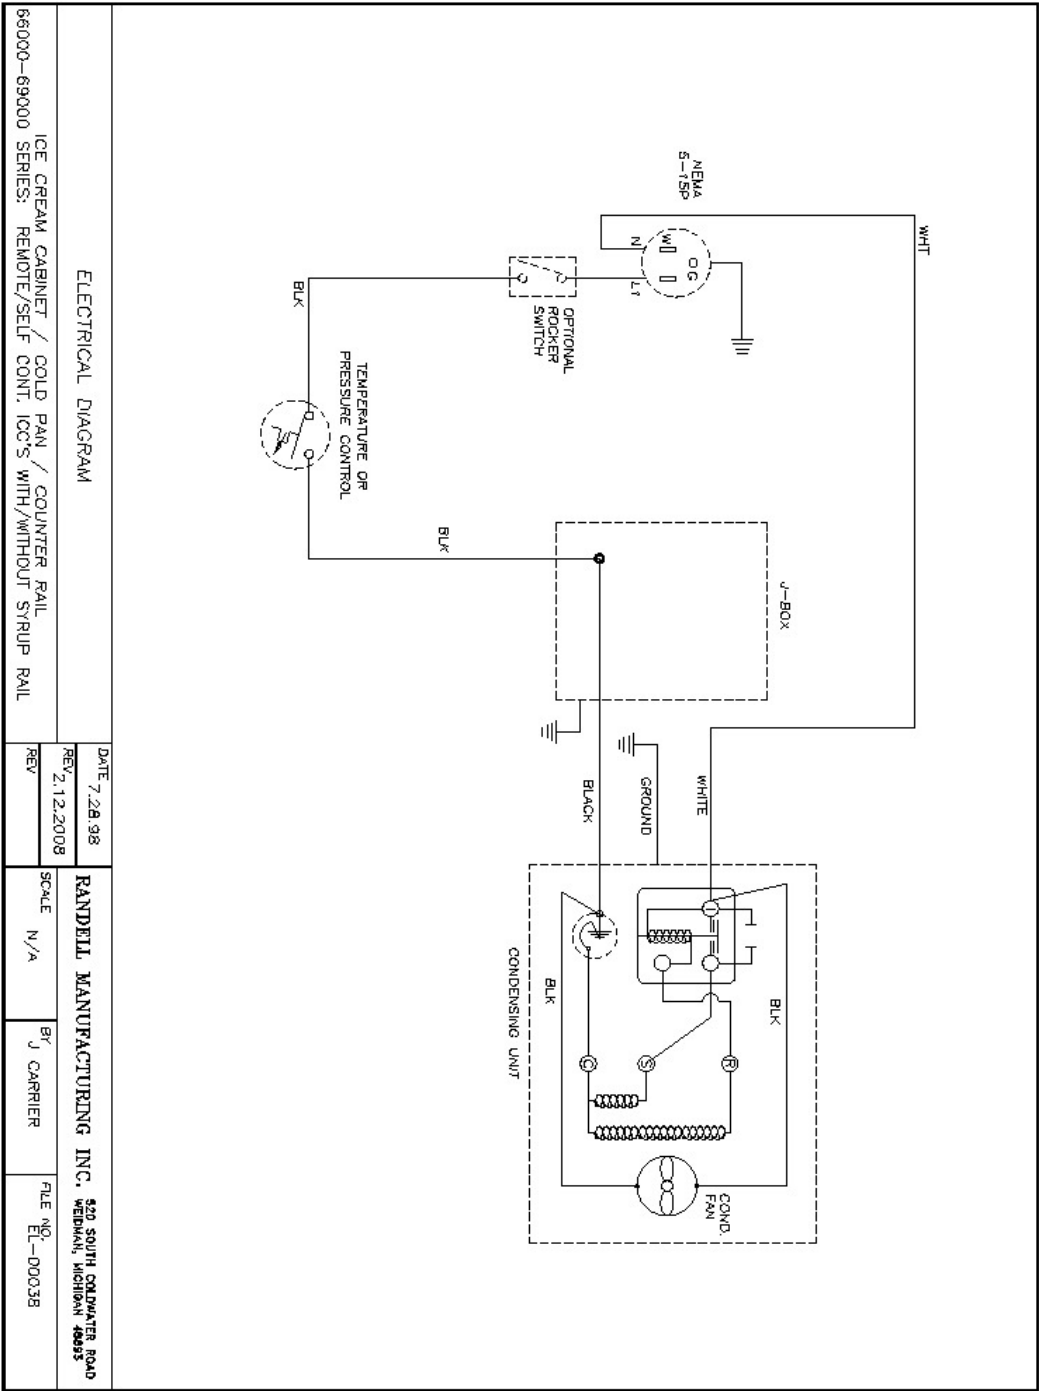 WHT
NEMA
5-15P
N
W
G
L1
OPTIONAL
ROCKER
SWITCH
BLK
TEMPERATURE OR
PRESSURE CONTROL
BLK
J-BOX
WHITE
GROUND
BLACK
BLK
BLK
R
S
C
COND.
FAN
CONDENSING UNIT
ELECTRICAL DIAGRAM
ICE CREAM CABINET / COLD PAN / COUNTER RAIL
66000-69000 SERIES: REMOTE/SELF CONT. ICC'S WITH/WITHOUT SYRUP RAIL
DATE 7.28.98
REV 2.12.2008
REV
RANDELL MANUFACTURING INC. 520 SOUTH COLDWATER ROAD
WEIDMAN, MICHIGAN 48893
SCALE N/A
BY J CARRIER
FILE NO. EL-D0038